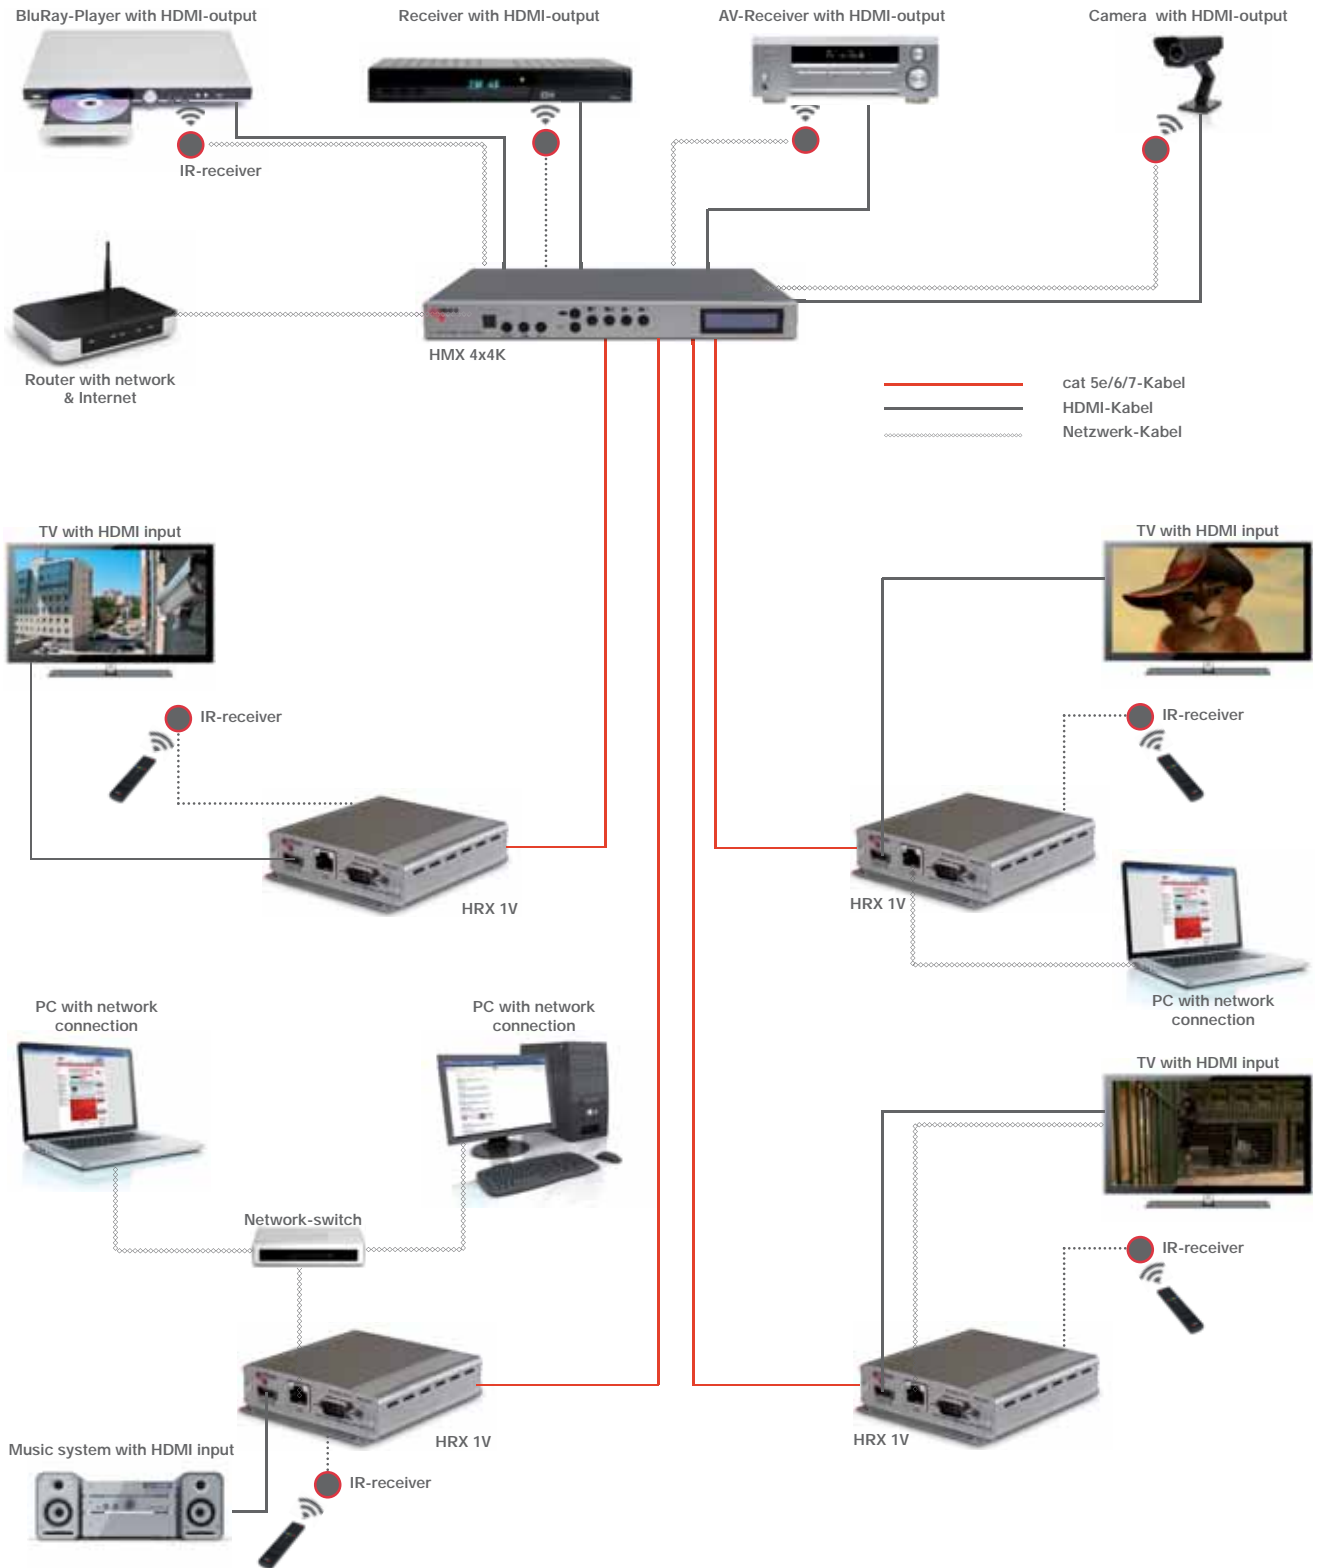 BluRay-Player with HDMI-output
Receiver with HDMI-output
AV-Receiver with HDMI-output
Camera with HDMI-output
IR-receiver
HMX 4x4K
Router with network
& Internet
cat 5e/6/7-Kabel
HDMI-Kabel
Netzwerk-Kabel
TV with HDMI input
TV with HDMI input
IR-receiver
IR-receiver
HRX 1V
HRX 1V
PC with network
connection
PC with network
connection
PC with network
connection
TV with HDMI input
Network-switch
IR-receiver
HRX 1V
HRX 1V
Music system with HDMI input
IR-receiver